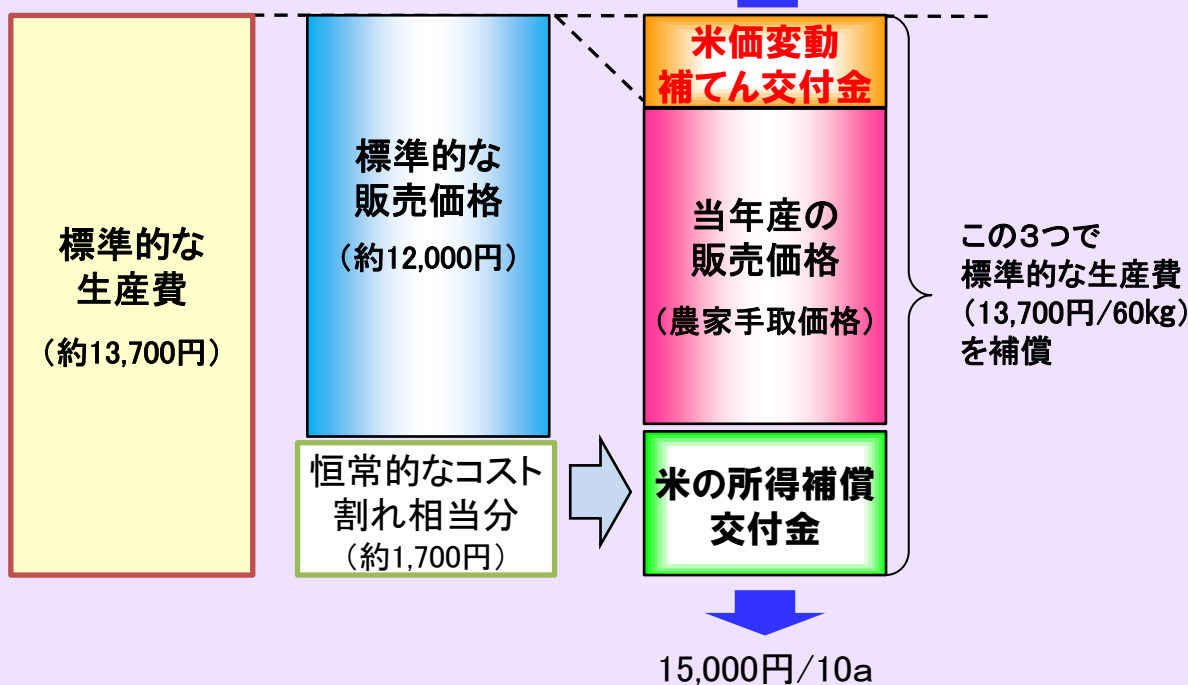 標準的な
生産費
（約13,700円）
標準的な
販売価格
（約12,000円）
恒常的なコスト
割れ相当分
（約1,700円）
米価変動
補てん交付金
当年産の
販売価格
（農家手取価格）
米の所得補償
交付金
15,000円/10a
この３つで
標準的な生産費
（13,700円/60kg）
を補償